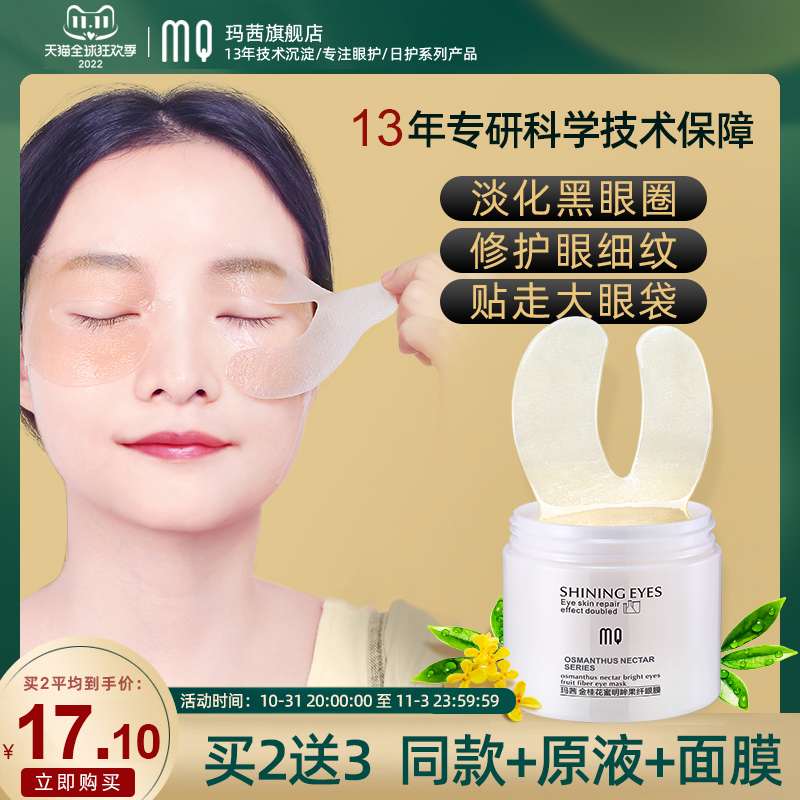 11.11
天猫全球狂欢季
2022
MQ
玛茜旗舰店
13年技术沉淀/专注眼护/日护系列产品
13年专研科学技术保障
淡化黑眼圈
修护眼细纹
贴走大眼袋
SHINING EYES
Eye skin repair
effect doubled
MQ
OSMANTHUS NECTAR
SERIES
osmanthus nectar bright eyes
fruit fiber eye mask
玛茜 金桂花蜜明眸果纤眼膜
买2平均到手价：
¥17.10
立即购买
活动时间：10-31 20:00:00 至 11-3 23:59:59
买2送3 同款+原液+面膜